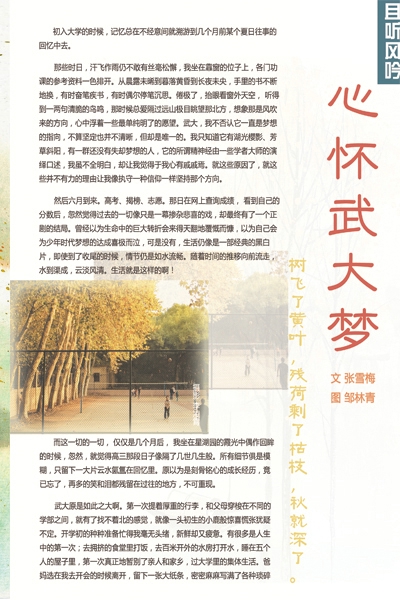 且听风吟
心怀武大梦
文 张雪梅
图 邹林青
树飞了黄叶，残荷剩了枯枝，秋就深了。
初入大学的时候，记忆总在不经意间就溯游到几个月前某个夏日往事的
回忆中去。
那些时日，汗飞作雨仍不敢有丝毫松懈，我坐在靠窗的位子上，各门功
课的参考资料一色排开。从晨露未晞到暮落黄昏到长夜未央，手里的书不断
地换，有时奋笔疾书，有时偶尔停笔沉思。倦极了，抬眼看窗外天空，听得
到一两句清脆的鸟鸣，那时候总爱隔过远山极目眺望那北方，想象那是风吹
来的方向，心中浮着一些最单纯明了的愿望。武大，我不否认它一直是梦想
的指向，不算坚定也并不清晰，但却是唯一的。我只知道它有湖光樱影、芳
草斜阳，有一群还没有失却梦想的人，它的所谓精神经由一些学者大师的演
绎口述，我虽不全明白，却让我觉得于我心有戚戚焉。就这些原因了，就这
些并不有力的理由让我像执守一种信仰一样坚持那个方向。
然后六月到来。高考、揭榜、志愿。那日在网上查询成绩，看到自己的
分数后，忽然觉得过去的一切像只是一幕掺杂悲喜的戏，却最终有了一个正
剧的结局。曾经以为生命中的巨大转折会来得天翻地覆慨而慷，以为自己会
为少年时代梦想的达成喜极而泣，可是没有，生活仍像是一部经典的黑白
片，即使到了收尾的时候，情节仍是如水流畅。随着时间的推移向前流走，
水到渠成，云淡风清。生活就是这样的啊！
而这一切的一切，仅仅是几个月后，我坐在星湖园的霞光中偶作回眸
的时候，忽然，就觉得高三那段日子像隔了几世几生般。所有细节俱是模
糊，只留下一大片云水氤氲在回忆里。原以为是刻骨铭心的成长经历，竟
已忘了，再多的笑和泪都残留在过往的地方，不可重现。
武大原是如此之大啊。第一次提着厚重的行李，和父母穿梭在不同的
学部之间，就有了找不着北的感觉，就像一头初生的小鹿般惊喜慌张犹疑
不定。开学初的种种准备忙得我毫无头绪，新鲜却又疲惫。有很多是人生
中的第一次；去拥挤的食堂里打饭，去百米开外的水房打开水，睡在五个
人的屋子里，第一次真正地暂别了亲人和家乡，过大学里的集体生活。爸
妈选在我去开会的时候离开，留下一张大纸条，密密麻麻写满了各种琐碎